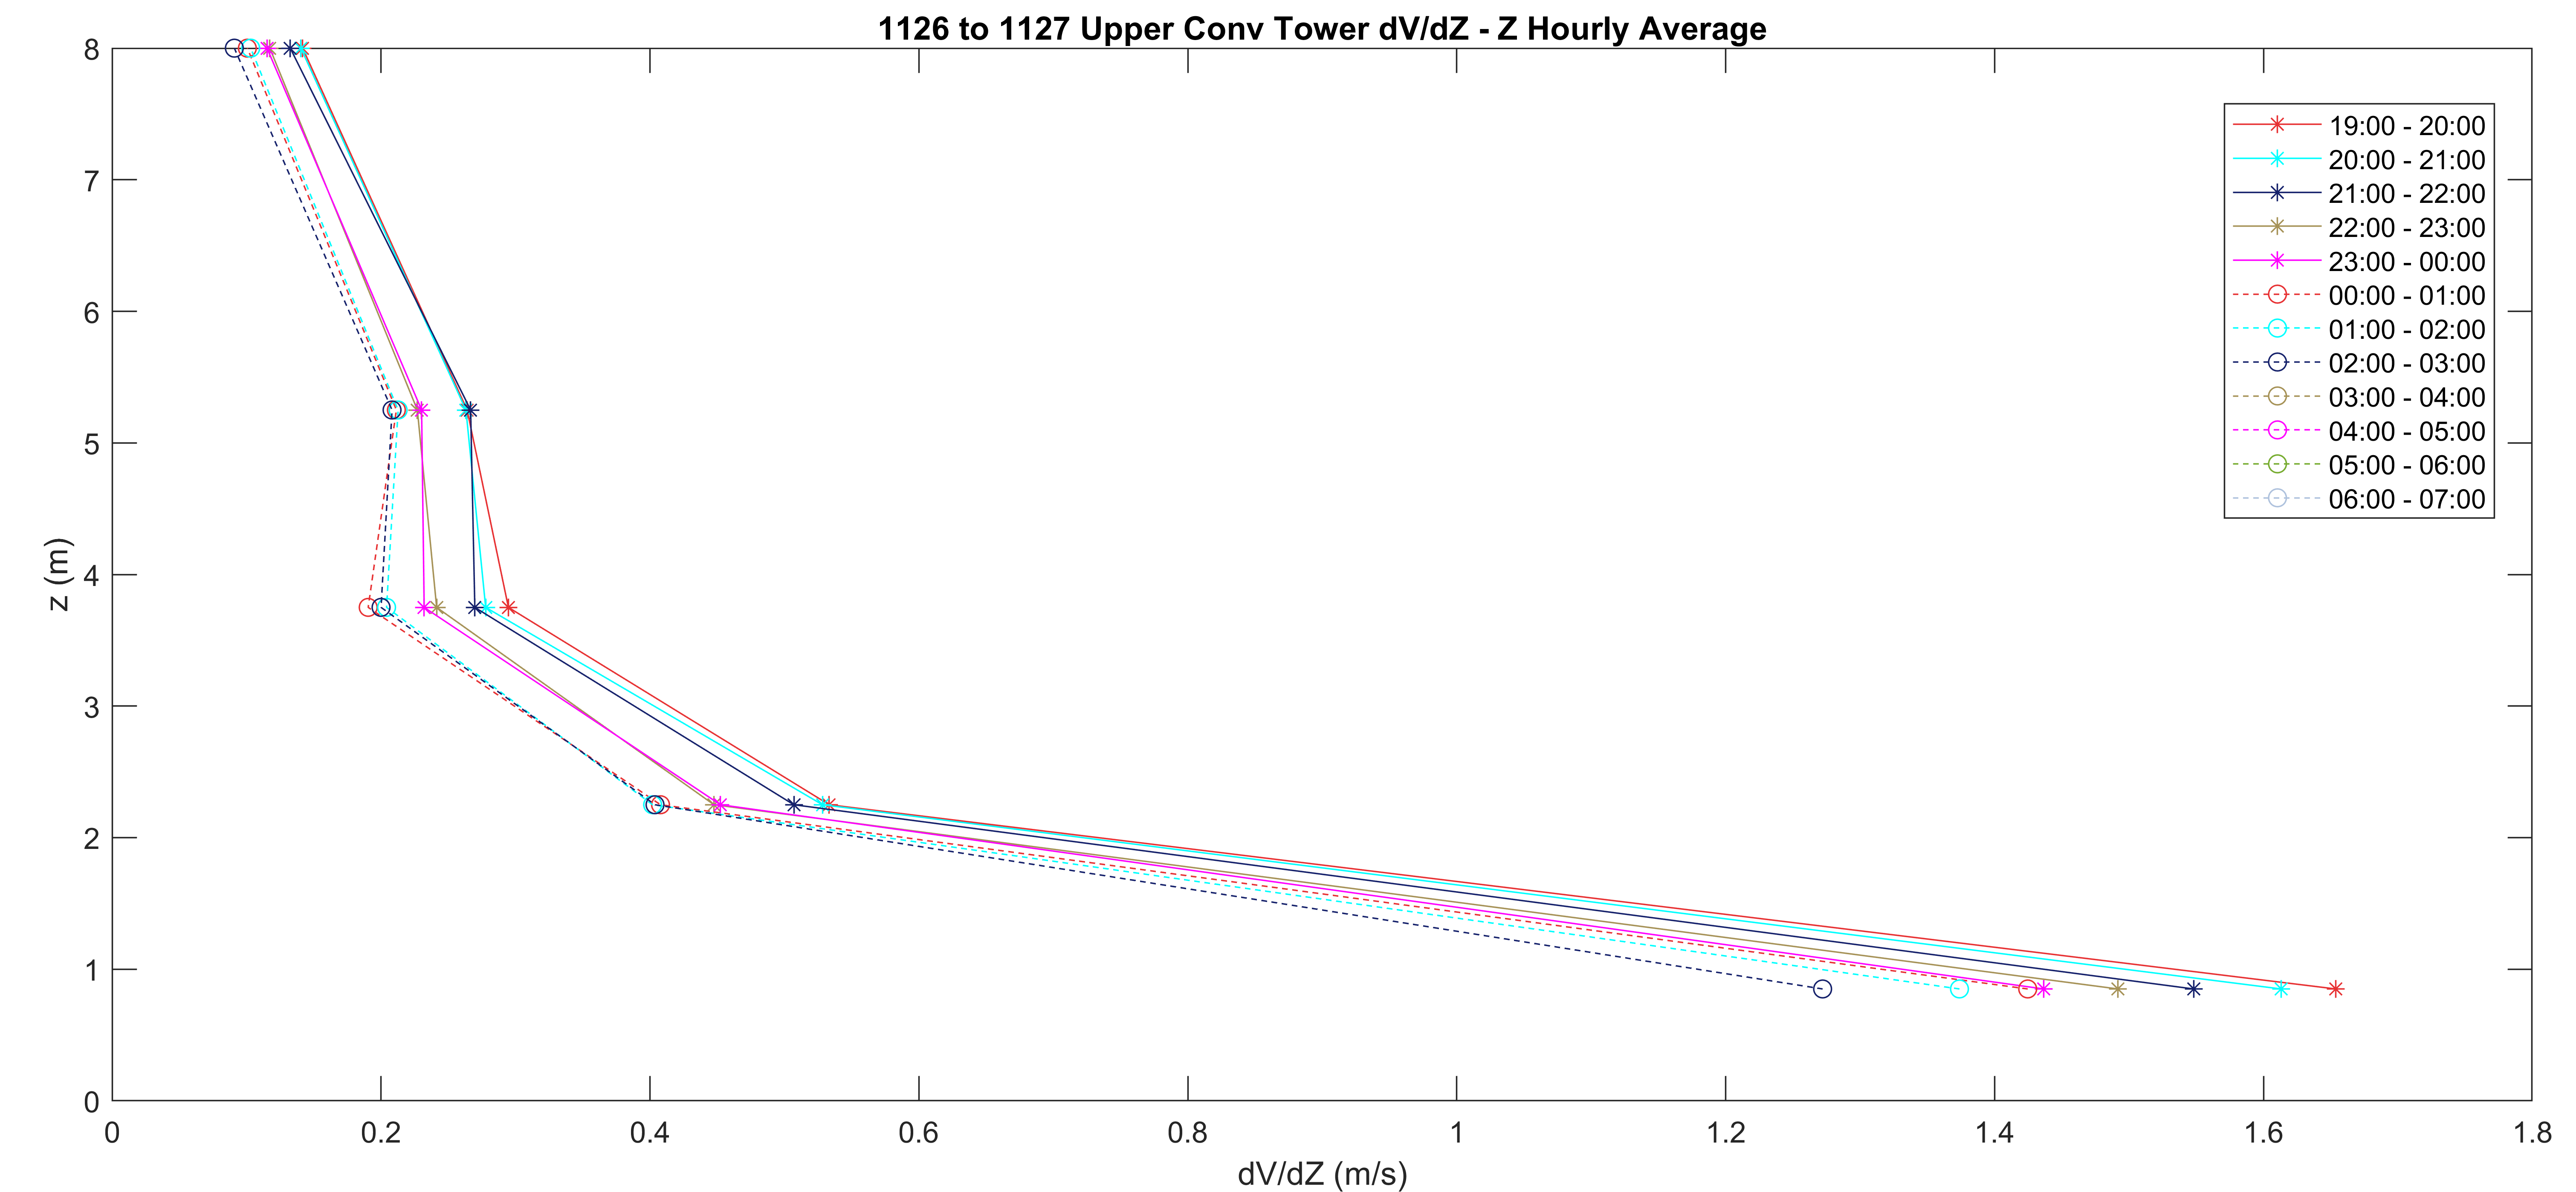 1126 to 1127 Upper Conv Tower dV/dZ - Z Hourly Average
8
7
6
5
4
3
2
1
0
z (m)
19:00 - 20:00
20:00 - 21:00
21:00 - 22:00
22:00 - 23:00
23:00 - 00:00
00:00 - 01:00
01:00 - 02:00
02:00 - 03:00
03:00 - 04:00
04:00 - 05:00
05:00 - 06:00
06:00 - 07:00
0 0.2 0.4 0.6 0.8 1 1.2 1.4 1.6 1.8
dV/dZ (m/s)